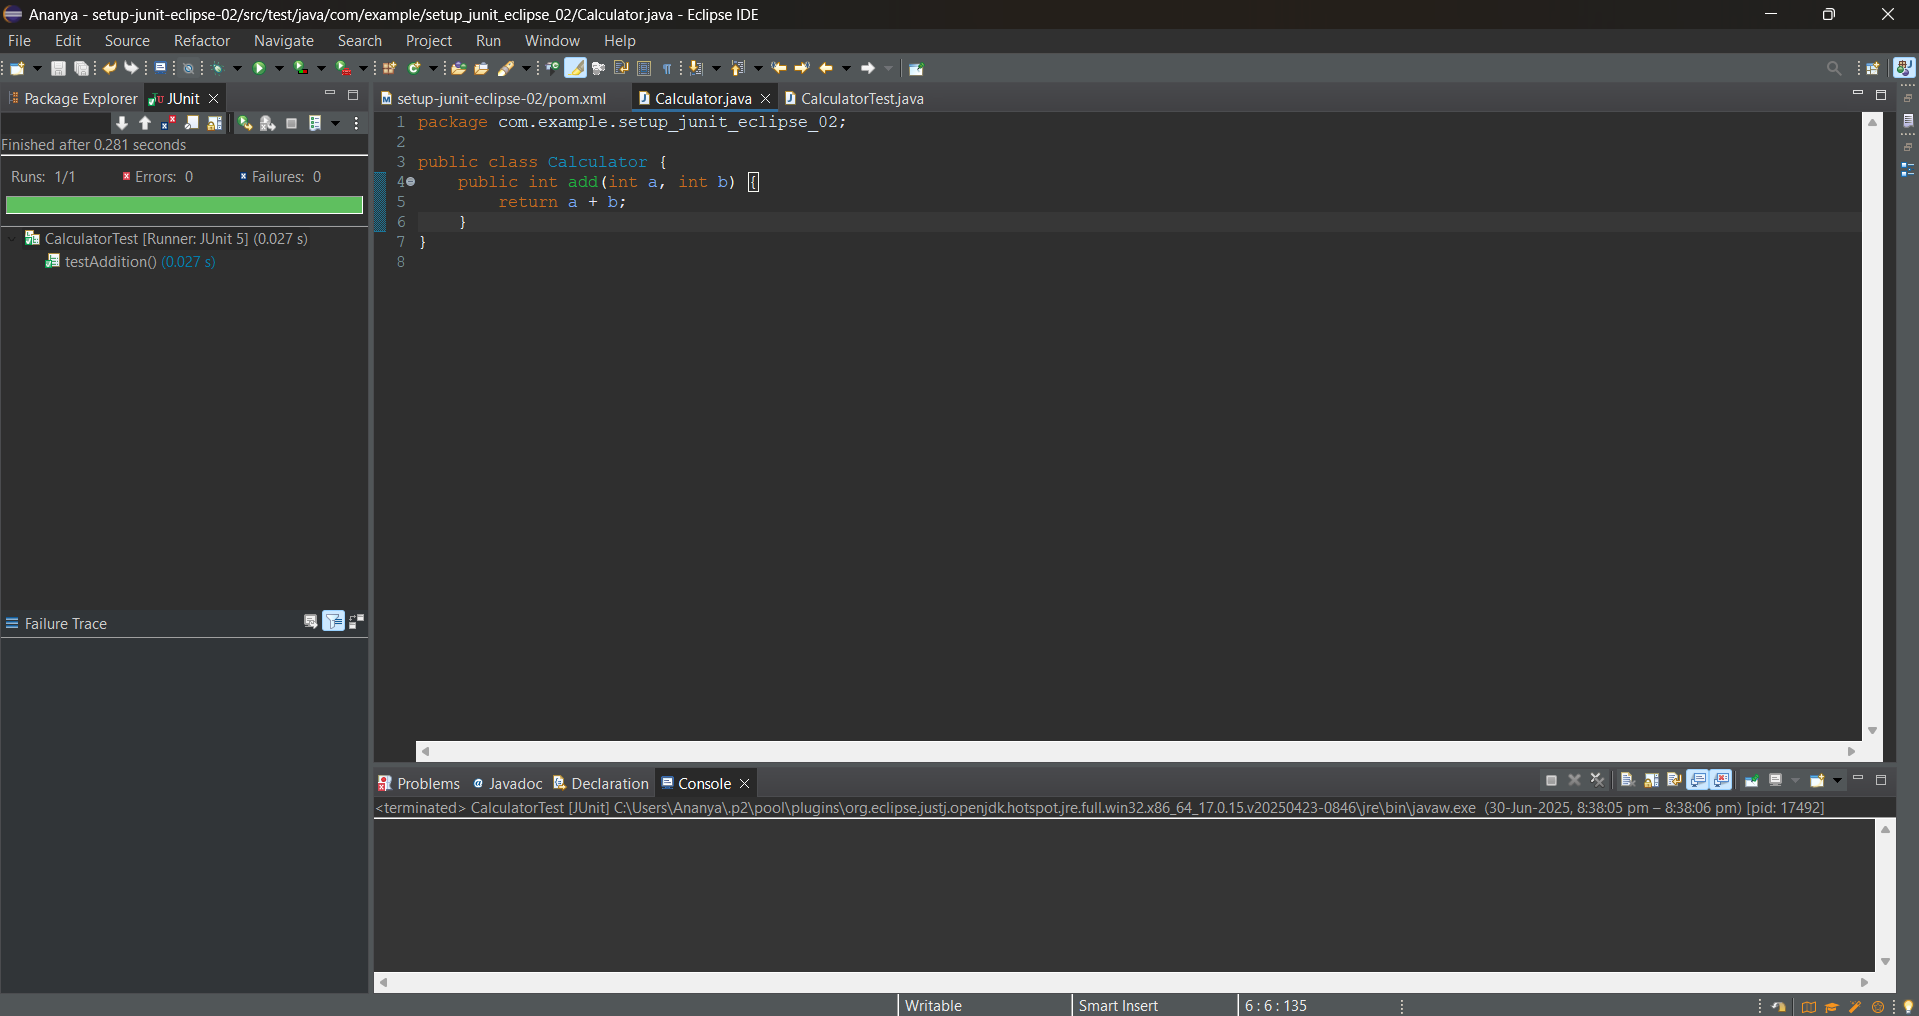 Ananya - setup-junit-eclipse-02/src/test/java/com/example/setup_junit_eclipse_02/Calculator.java - Eclipse IDE
File Edit Source Refactor Navigate Search Project Run Window Help
Package Explorer JUnit
setup-junit-eclipse-02/pom.xml Calculator.java CalculatorTest.java
Finished after 0.281 seconds
Runs: 1/1 Errors: 0 Failures: 0
CalculatorTest [Runner: JUnit 5] (0.027 s)
testAddition() (0.027 s)
Failure Trace
1 package com.example.setup_junit_eclipse_02;
2
3 public class Calculator {
4 public int add(int a, int b) {
5 return a + b;
6 }
7 }
8
Problems Javadoc Declaration Console
<terminated> CalculatorTest [JUnit] C:\Users\Ananya\.p2\pool\plugins\org.eclipse.justj.openjdk.hotspot.jre.full.win32.x86_64_17.0.15.v20250423-0846\jre\bin\javaw.exe (30-Jun-2025, 8:38:05 pm – 8:38:06 pm) [pid: 17492]
Writable Smart Insert 6 : 6 : 135